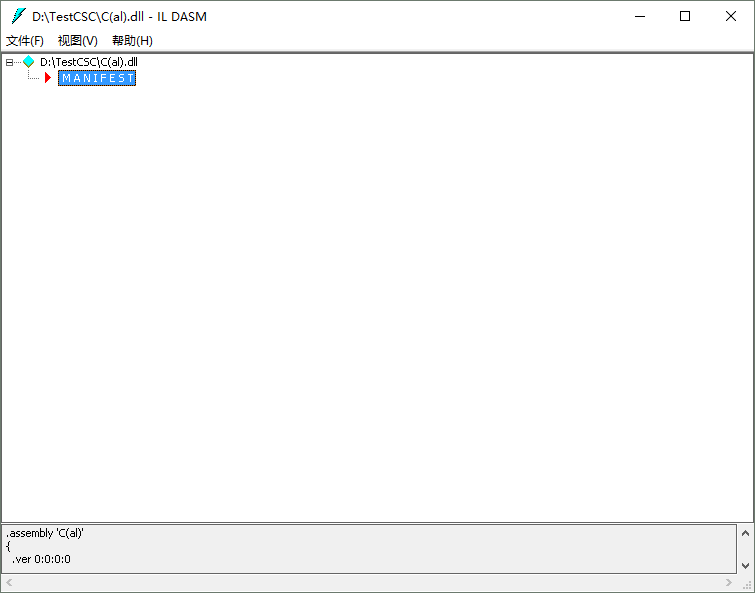 D:\TestCSC\C(al).dll - IL DASM
文件(F) 视图(V) 帮助(H)
D:\TestCSC\C(al).dll
M A N I F E S T
.assembly 'C(al)'
{
.ver 0:0:0:0